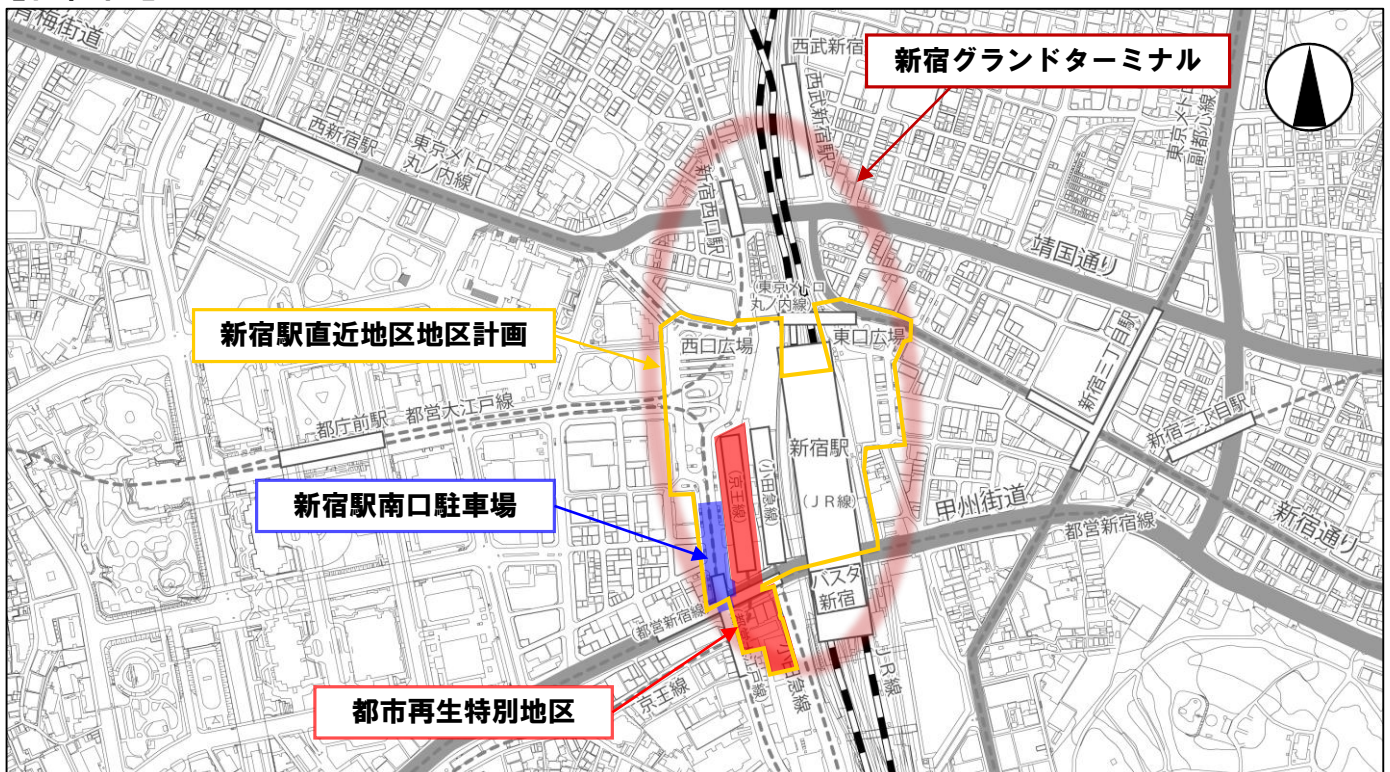 青梅街道
西新宿駅
東京メトロ
丸ノ内線
西武新宿
新宿グランドターミナル
西武新宿駅
東京メトロ
副都心線
新宿西口駅
靖国通り
(東京メトロ
丸ノ内線)
新宿駅直近地区地区計画
西口広場
東口広場
新宿三丁目駅
都庁前駅
都営大江戸線
新宿三丁目駅
新宿駅
(京王線)
(小田急線)
(JR線)
新宿駅南口駐車場
甲州街道
都営新宿線
新宿通り
バスタ
新宿
(都営新宿線)
都市再生特別地区
京王線
小田急線
JR線